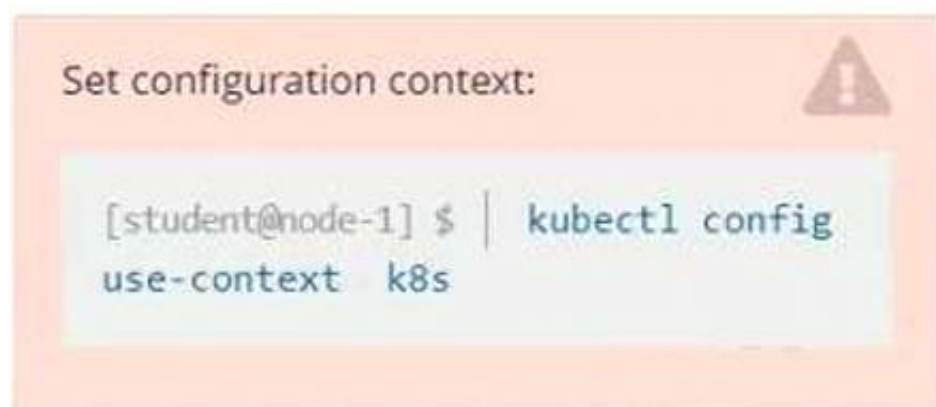 Set configuration context:
[student@node-1] $ | kubectl config
use-context k8s